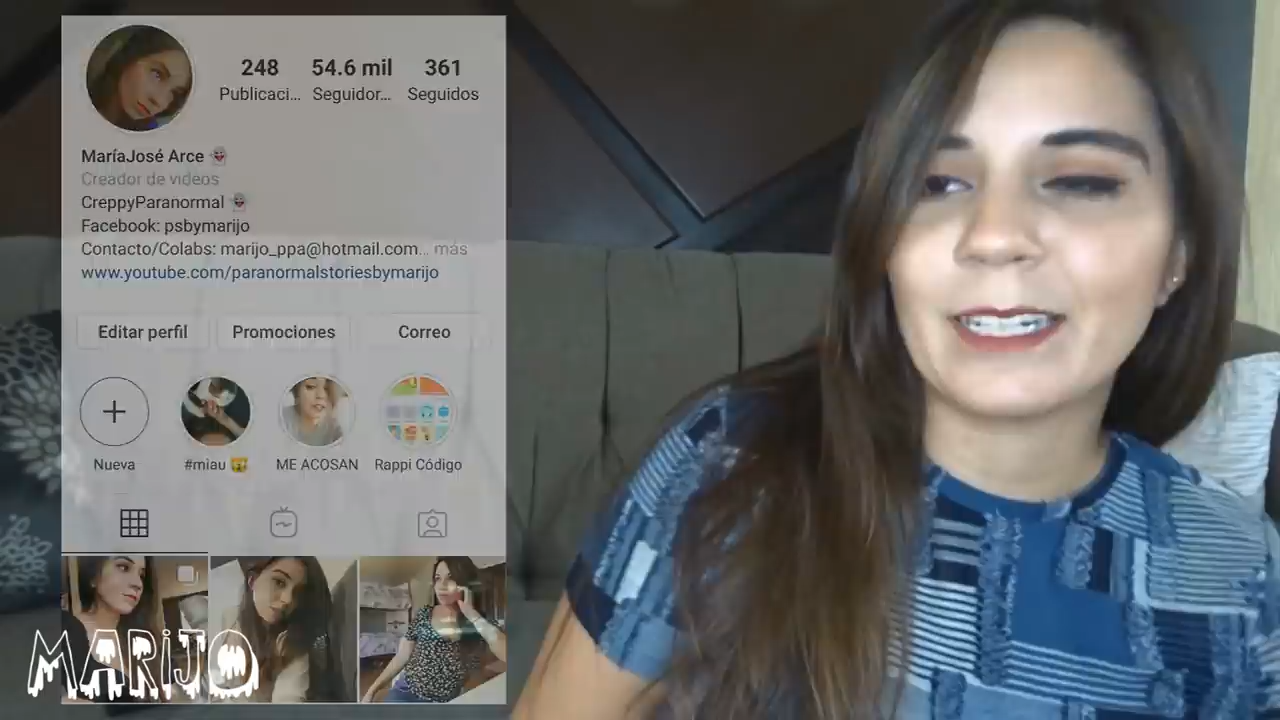 248 54.6 mil 361
Publicaci... Seguidor... Seguidos
MaríaJosé Arce 👻
Creador de videos
CreppyParanormal 👻
Facebook: psbymarijo
Contacto/Colabs: marijo_ppa@hotmail.com... más
www.youtube.com/paranormalstoriesbymarijo
Editar perfil Promociones Correo
Nueva #miau 🐱 ME ACOSAN Rappi Código
MARiJO